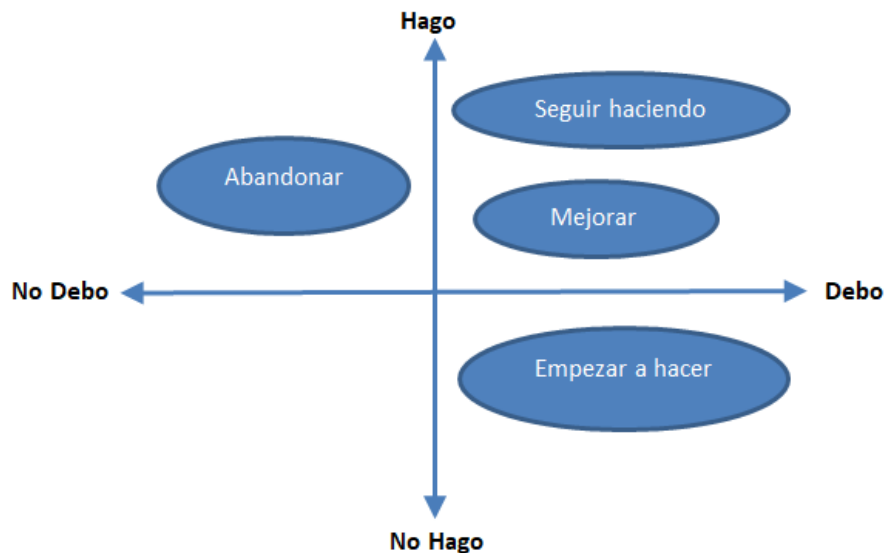 Hago
Seguir haciendo
Abandonar
Mejorar
No Debo
Debo
Empezar a hacer
No Hago